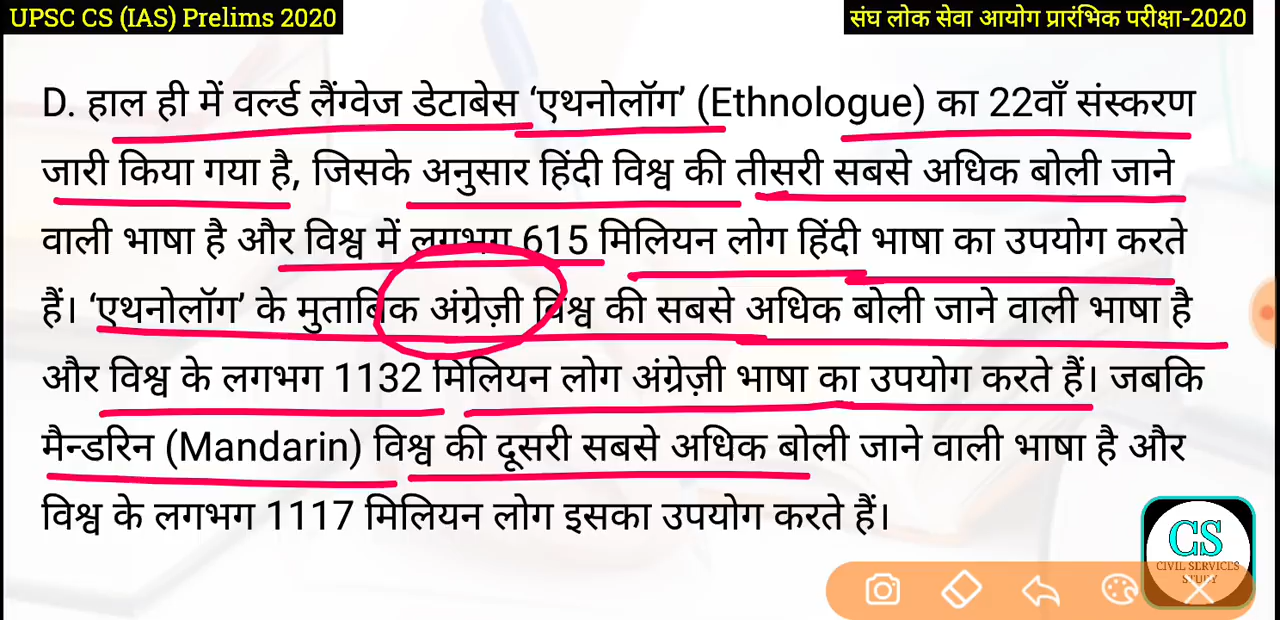 UPSC CS (IAS) Prelims 2020
संघ लोक सेवा आयोग प्रारंभिक परीक्षा-2020
D. हाल ही में वर्ल्ड लैंग्वेज डेटाबेस ‘एथनोलॉग’ (Ethnologue) का 22वाँ संस्करण
जारी किया गया है, जिसके अनुसार हिंदी विश्व की तीसरी सबसे अधिक बोली जाने
वाली भाषा है और विश्व में लगभग 615 मिलियन लोग हिंदी भाषा का उपयोग करते
हैं। ‘एथनोलॉग’ के मुताबिक अंग्रेज़ी विश्व की सबसे अधिक बोली जाने वाली भाषा है
और विश्व के लगभग 1132 मिलियन लोग अंग्रेज़ी भाषा का उपयोग करते हैं। जबकि
मैन्डरिन (Mandarin) विश्व की दूसरी सबसे अधिक बोली जाने वाली भाषा है और
विश्व के लगभग 1117 मिलियन लोग इसका उपयोग करते हैं।
CS
CIVIL SERVICES
STUDY